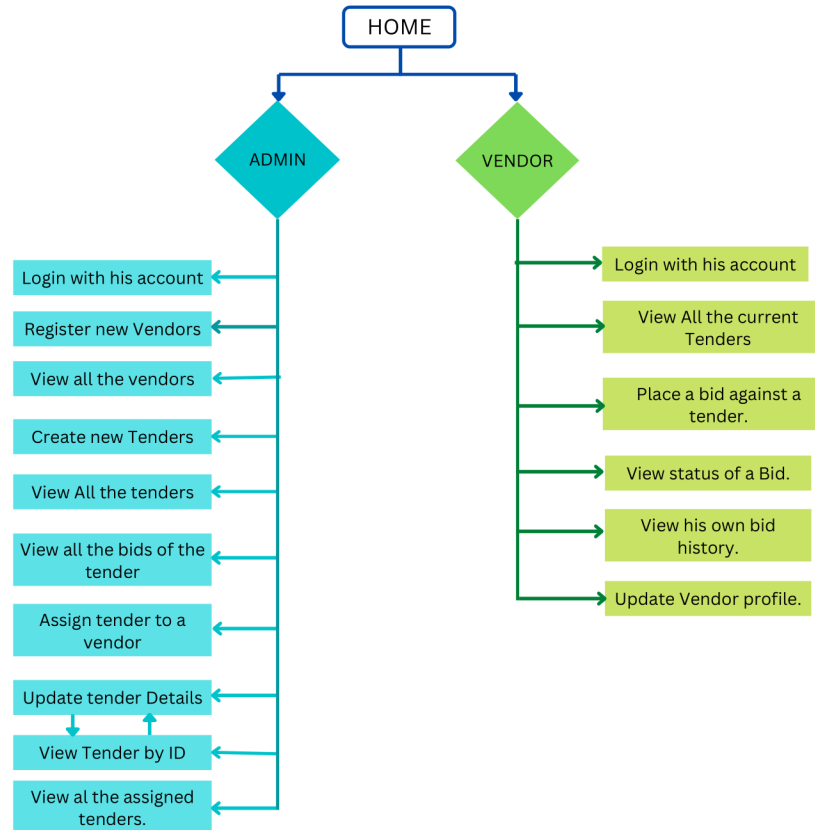 HOME
ADMIN
VENDOR
Login with his account
Register new Vendors
View all the vendors
Create new Tenders
View All the tenders
View all the bids of the
tender
Assign tender to a
vendor
Update tender Details
View Tender by ID
View al the assigned
tenders.
Login with his account
View All the current
Tenders
Place a bid against a
tender.
View status of a Bid.
View his own bid
history.
Update Vendor profile.